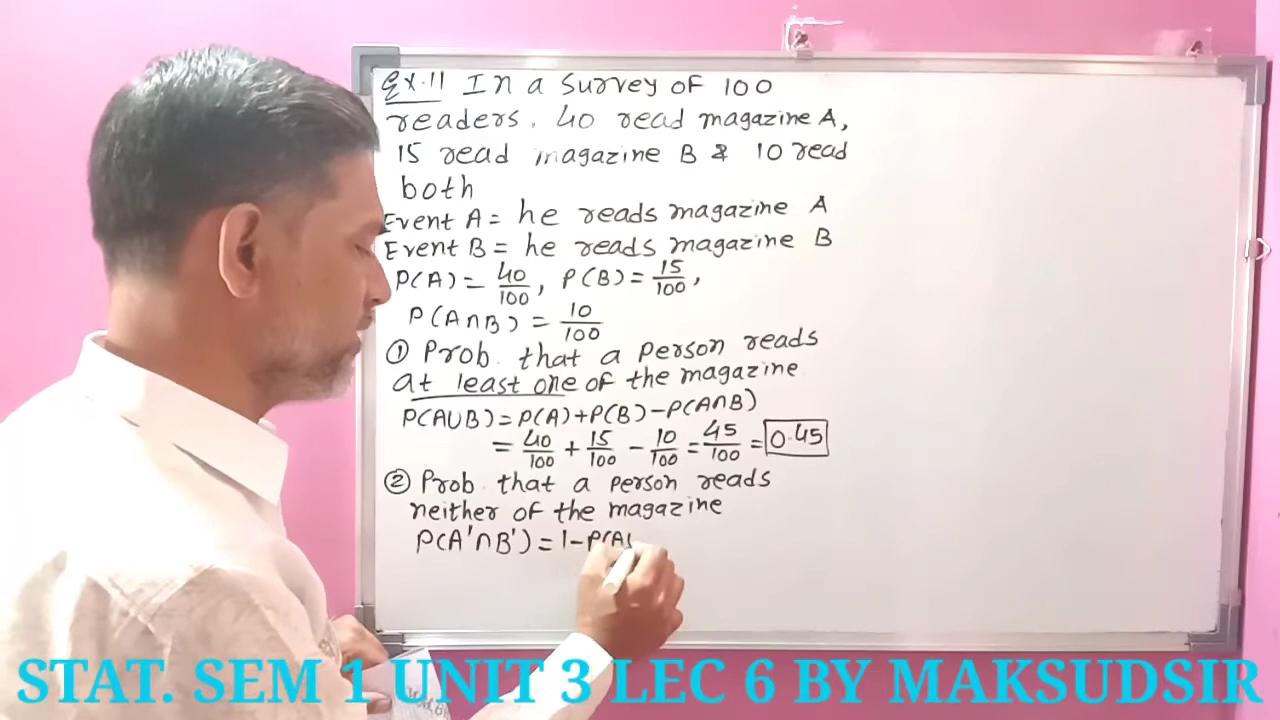 Ex.11 In a survey of 100
readers, 40 read magazine A,
15 read magazine B & 10 read
both
Event A = he reads magazine A
Event B = he reads magazine B
P(A) = 40/100, P(B) = 15/100,
P(A∩B) = 10/100
① Prob. that a person reads
at least one of the magazine
P(A∪B) = P(A)+P(B)-P(A∩B)
= 40/100 + 15/100 - 10/100 = 45/100 = 0.45
② Prob. that a person reads
neither of the magazine
P(A'∩B') = 1-P(A
STAT. SEM 1 UNIT 3 LEC 6 BY MAKSUDSIR